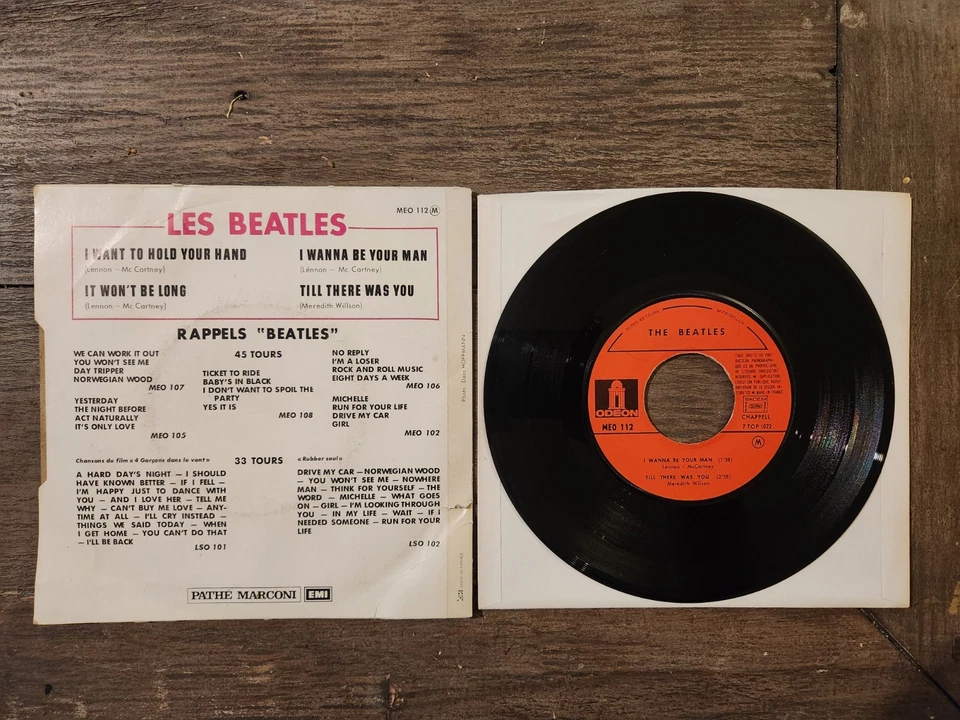 LES BEATLES
MEO 112 M
I WANT TO HOLD YOUR HAND
(Lennon - Mc Cartney)
I WANNA BE YOUR MAN
(Lénnon - Mc Cartney)
IT WON'T BE LONG
(Lennon - Mc Cartney)
TILL THERE WAS YOU
(Meredith Willson)
RAPPELS "BEATLES"
45 TOURS
WE CAN WORK IT OUT
YOU WON'T SEE ME
DAY TRIPPER
NORWEGIAN WOOD
MEO 107
YESTERDAY
THE NIGHT BEFORE
ACT NATURALLY
IT'S ONLY LOVE
MEO 105
TICKET TO RIDE
BABY'S IN BLACK
I DON'T WANT TO SPOIL THE
PARTY
YES IT IS
MEO 108
NO REPLY
I'M A LOSER
ROCK AND ROLL MUSIC
EIGHT DAYS A WEEK
MEO 106
MICHELLE
RUN FOR YOUR LIFE
DRIVE MY CAR
GIRL
MEO 102
33 TOURS
Chansons du film « 4 Garçons dans le vent »
A HARD DAY'S NIGHT — I SHOULD
HAVE KNOWN BETTER — IF I FELL —
I'M HAPPY JUST TO DANCE WITH
YOU — AND I LOVE HER — TELL ME
WHY — CAN'T BUY ME LOVE — ANY-
TIME AT ALL — I'LL CRY INSTEAD —
THINGS WE SAID TODAY — WHEN
I GET HOME — YOU CAN'T DO THAT
— I'LL BE BACK
LSO 101
« Rubber soul »
DRIVE MY CAR — NORWEGIAN WOOD
— YOU WON'T SEE ME — NOWHERE
MAN — THINK FOR YOURSELF — THE
WORD — MICHELLE — WHAT GOES
ON — GIRL — I'M LOOKING THROUGH
YOU — IN MY LIFE — WAIT — IF I
NEEDED SOMEONE — RUN FOR YOUR
LIFE
LSO 102
PATHE MARCONI EMI
Photo: Dezo HOFFMANN
THE BEATLES
ODEON
MEO 112
CHAPPELL
7 TOP 1022
M
I WANNA BE YOUR MAN (1'58)
Lennon - McCartney
TILL THERE WAS YOU (2'10)
Meredith Willson